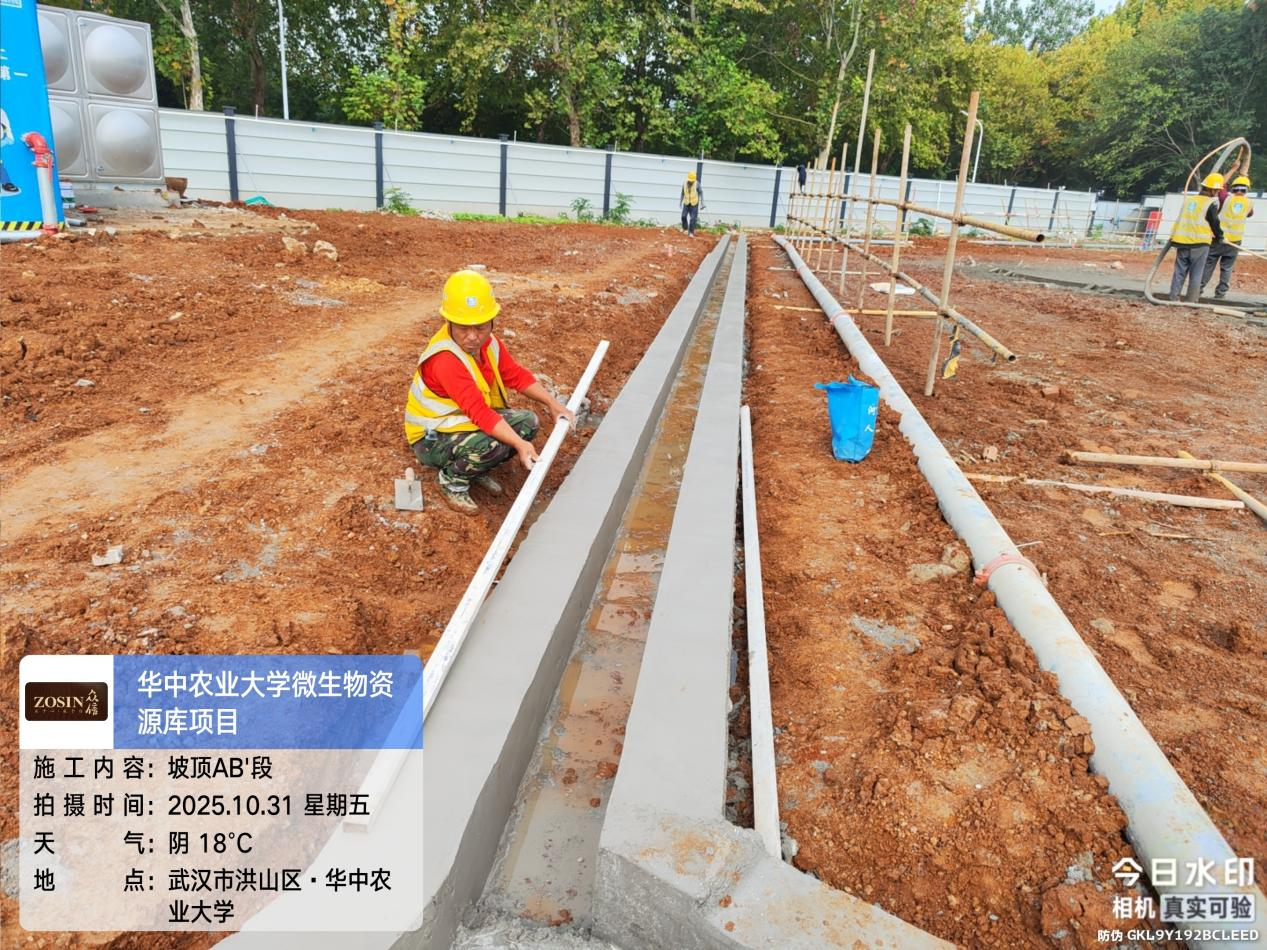 第一
ZOSIN
众信
华中农业大学微生物资
源库项目
施工内容：坡顶AB'段
拍摄时间：2025.10.31 星期五
天气：阴 18°C
地点：武汉市洪山区·华中农
业大学
今日水印
相机 真实可验
防伪 GKL9Y192BCLEED